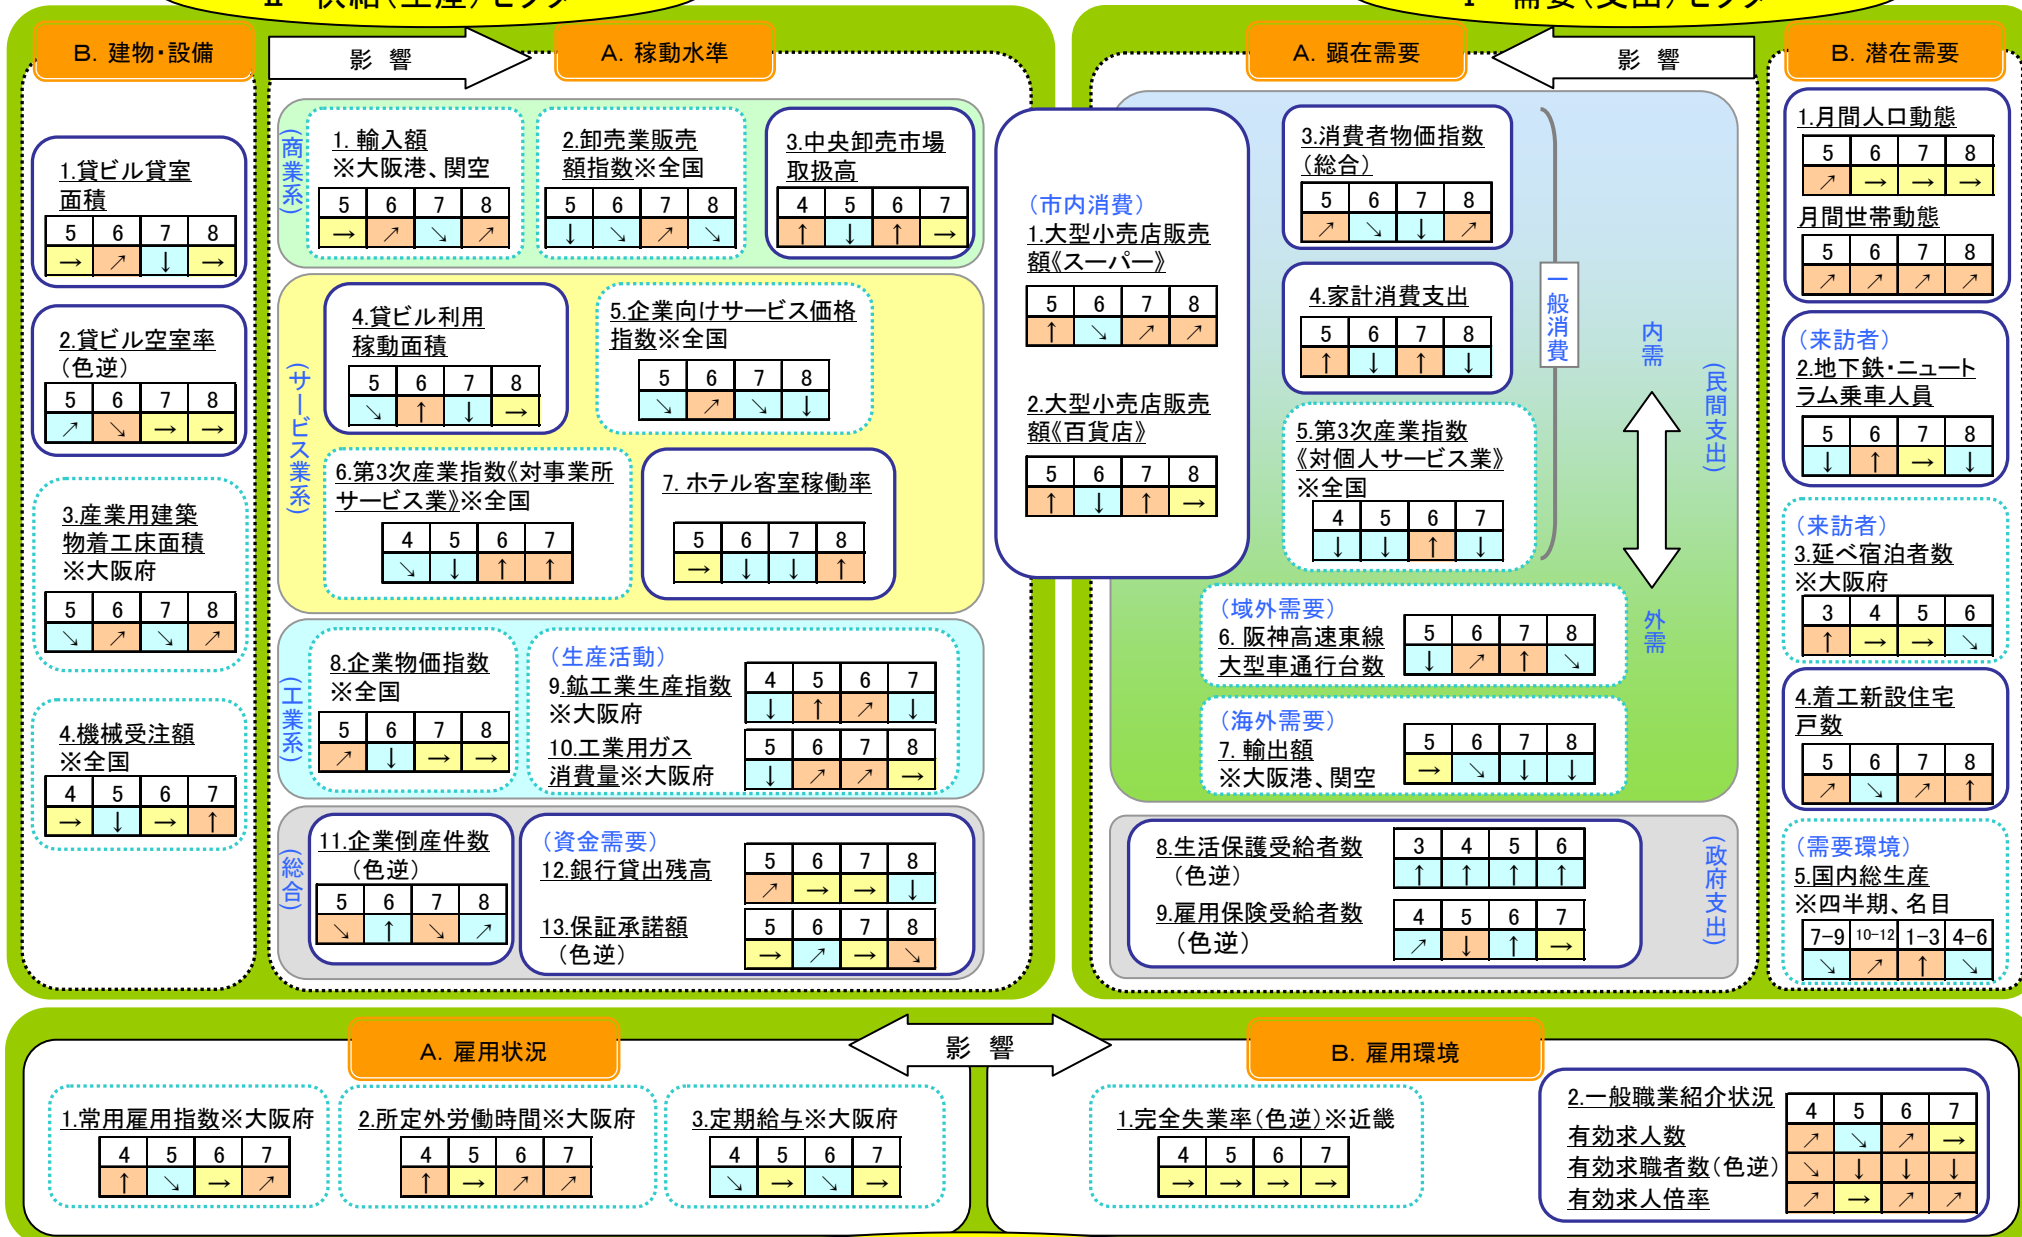 B. 建物・設備
影 響
A. 稼動水準
1.貸ビル貸室
面積
5 6 7 8
→ ↗ ↓ →
2.貸ビル空室率
(色逆)
5 6 7 8
↗ ↘ → →
3.産業用建築
物着工床面積
※大阪府
5 6 7 8
↘ ↗ ↘ ↗
4.機械受注額
※全国
4 5 6 7
→ ↓ → ↑
(商業系)
1. 輸入額
※大阪港、関空
5 6 7 8
→ ↗ ↘ ↗
2.卸売業販売
額指数※全国
5 6 7 8
↓ ↘ ↗ ↘
3.中央卸売市場
取扱高
4 5 6 7
↑ ↓ ↑ →
(サービス業系)
4.貸ビル利用
稼動面積
5 6 7 8
↘ ↑ ↓ →
5.企業向けサービス価格
指数※全国
5 6 7 8
↘ ↗ ↘ ↓
6.第3次産業指数《対事業所
サービス業》※全国
4 5 6 7
↘ ↓ ↑ ↑
7. ホテル客室稼働率
5 6 7 8
→ ↓ ↓ ↑
(工業系)
8.企業物価指数
※全国
5 6 7 8
↗ ↓ → →
(生産活動)
9.鉱工業生産指数
※大阪府
4 5 6 7
↓ ↑ ↗ ↓
10.工業用ガス
消費量※大阪府
5 6 7 8
↓ ↗ ↗ →
(総合)
11.企業倒産件数
(色逆)
5 6 7 8
↘ ↑ ↘ ↗
(資金需要)
12.銀行貸出残高
5 6 7 8
↗ → → ↓
13.保証承諾額
(色逆)
5 6 7 8
→ ↗ → ↘
A. 顕在需要
影 響
B. 潜在需要
(市内消費)
1.大型小売店販売
額《スーパー》
5 6 7 8
↑ ↘ ↗ ↗
2.大型小売店販売
額《百貨店》
5 6 7 8
↑ ↓ ↑ →
3.消費者物価指数
(総合)
5 6 7 8
↗ ↘ ↓ ↗
4.家計消費支出
5 6 7 8
↑ ↓ ↑ ↓
5.第3次産業指数
《対個人サービス業》
※全国
4 5 6 7
↓ ↓ ↑ ↓
一般消費
内需
外需
(民間支出)
(域外需要)
6. 阪神高速東線
大型車通行台数
5 6 7 8
↓ ↗ ↑ ↘
(海外需要)
7. 輸出額
※大阪港、関空
5 6 7 8
→ ↘ ↓ ↓
8.生活保護受給者数
(色逆)
3 4 5 6
↑ ↑ ↑ ↑
9.雇用保険受給者数
(色逆)
4 5 6 7
↗ ↓ ↑ →
(政府支出)
1.月間人口動態
5 6 7 8
↗ → → →
月間世帯動態
5 6 7 8
↗ ↗ ↗ ↗
(来訪者)
2.地下鉄・ニュート
ラム乗車人員
5 6 7 8
↓ ↑ → ↓
(来訪者)
3.延べ宿泊者数
※大阪府
3 4 5 6
↑ → → ↘
4.着工新設住宅
戸数
5 6 7 8
↗ ↘ ↗ ↑
(需要環境)
5.国内総生産
※四半期、名目
7-9 10-12 1-3 4-6
↘ ↗ ↑ ↘
A. 雇用状況
影 響
B. 雇用環境
1.常用雇用指数※大阪府
4 5 6 7
↑ ↘ → ↗
2.所定外労働時間※大阪府
4 5 6 7
↑ → ↗ ↗
3.定期給与※大阪府
4 5 6 7
↘ → ↘ →
1.完全失業率(色逆)※近畿
4 5 6 7
→ → → →
2.一般職業紹介状況
4 5 6 7
有効求人数 ↗ ↘ ↗ →
有効求職者数(色逆) ↘ ↓ ↓ ↓
有効求人倍率 ↗ → ↗ ↗